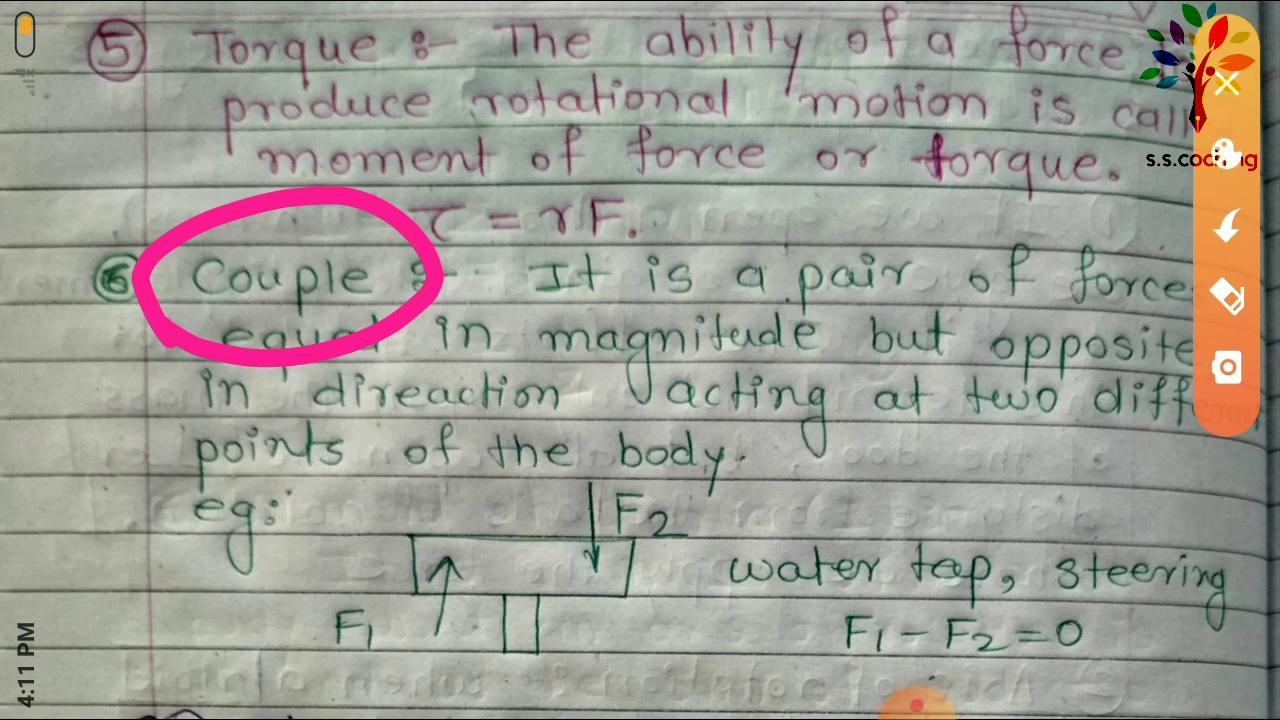 5 Torque :- The ability of a force
produce rotational motion is call
moment of force or torque.
s.s.coching
τ = rF.
6 Couple :- It is a pair of force
equal in magnitude but opposite
in direaction acting at two diff
points of the body.
eg:
F2
water tap, steering
F1
F1 - F2 = 0
4:11 PM